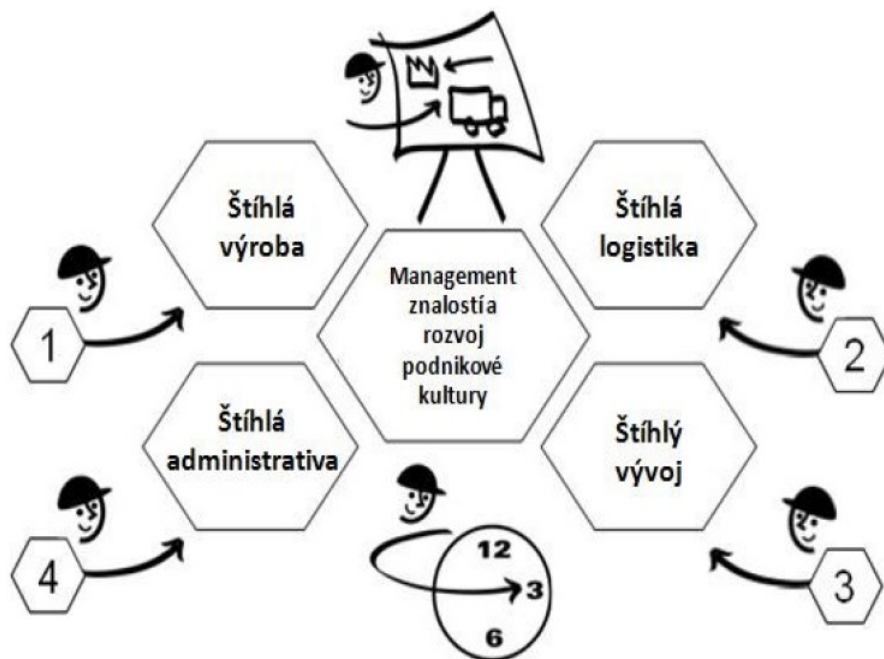 Štíhlá
výroba
Štíhlá
logistika
Management
znalostí a
rozvoj
podnikové
kultury
1
2
Štíhlá
administrativa
Štíhlý
vývoj
4
3
12
3
6